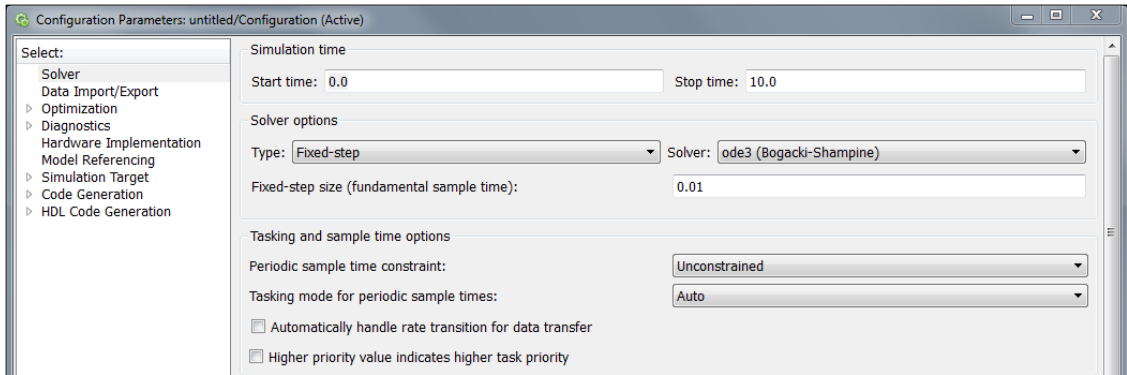 Configuration Parameters: untitled/Configuration (Active)
Select:
Solver
Data Import/Export
Optimization
Diagnostics
Hardware Implementation
Model Referencing
Simulation Target
Code Generation
HDL Code Generation
Simulation time
Start time: 0.0 Stop time: 10.0
Solver options
Type: Fixed-step Solver: ode3 (Bogacki-Shampine)
Fixed-step size (fundamental sample time): 0.01
Tasking and sample time options
Periodic sample time constraint: Unconstrained
Tasking mode for periodic sample times: Auto
Automatically handle rate transition for data transfer
Higher priority value indicates higher task priority